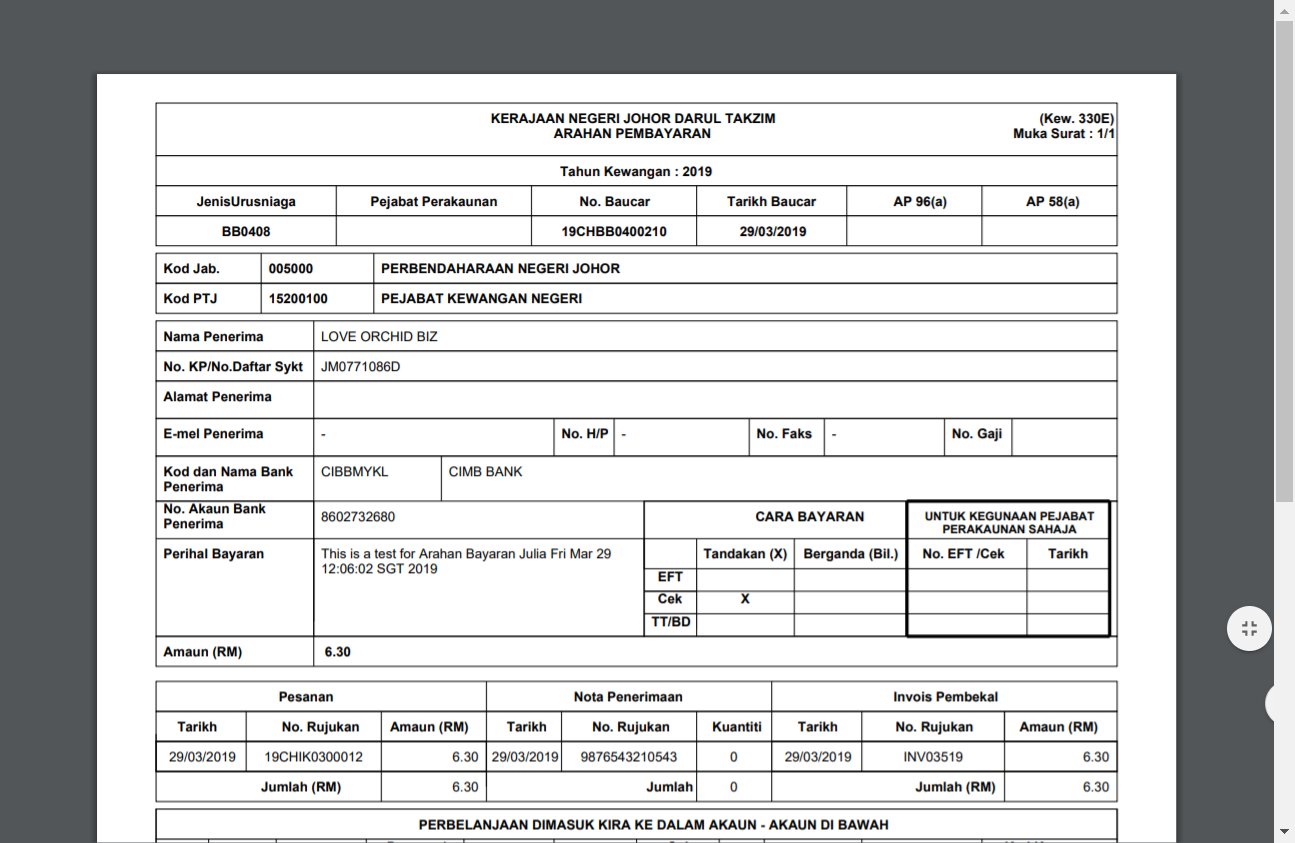 KERAJAAN NEGERI JOHOR DARUL TAKZIM (Kew. 330E)
ARAHAN PEMBAYARAN Muka Surat : 1/1
Tahun Kewangan : 2019
JenisUrusniaga Pejabat Perakaunan No. Baucar Tarikh Baucar AP 96(a) AP 58(a)
BB0408 19CHBB0400210 29/03/2019
Kod Jab. 005000 PERBENDAHARAAN NEGERI JOHOR
Kod PTJ 15200100 PEJABAT KEWANGAN NEGERI
Nama Penerima LOVE ORCHID BIZ
No. KP/No.Daftar Sykt JM0771086D
Alamat Penerima
E-mel Penerima - No. H/P - No. Faks - No. Gaji
Kod dan Nama Bank Penerima CIBBMYKL CIMB BANK
No. Akaun Bank Penerima 8602732680 CARA BAYARAN UNTUK KEGUNAAN PEJABAT PERAKAUNAN SAHAJA
Perihal Bayaran This is a test for Arahan Bayaran Julia Fri Mar 29 Tandakan (X) Berganda (Bil.) No. EFT /Cek Tarikh
12:06:02 SGT 2019
EFT
Cek X
TT/BD
Amaun (RM) 6.30
Pesanan Nota Penerimaan Invois Pembekal
Tarikh No. Rujukan Amaun (RM) Tarikh No. Rujukan Kuantiti Tarikh No. Rujukan Amaun (RM)
29/03/2019 19CHIK0300012 6.30 29/03/2019 9876543210543 0 29/03/2019 INV03519 6.30
Jumlah (RM) 6.30 Jumlah 0 Jumlah (RM) 6.30
PERBELANJAAN DIMASUK KIRA KE DALAM AKAUN - AKAUN DI BAWAH